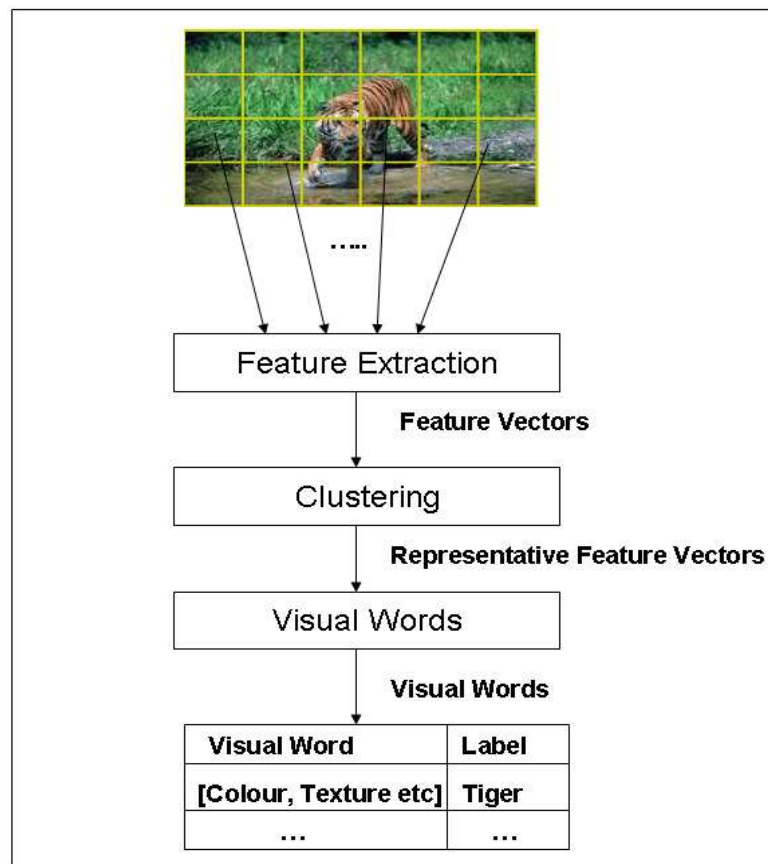 .....
Feature Extraction
Feature Vectors
Clustering
Representative Feature Vectors
Visual Words
Visual Words
Visual Word Label
[Colour, Texture etc] Tiger
... ...